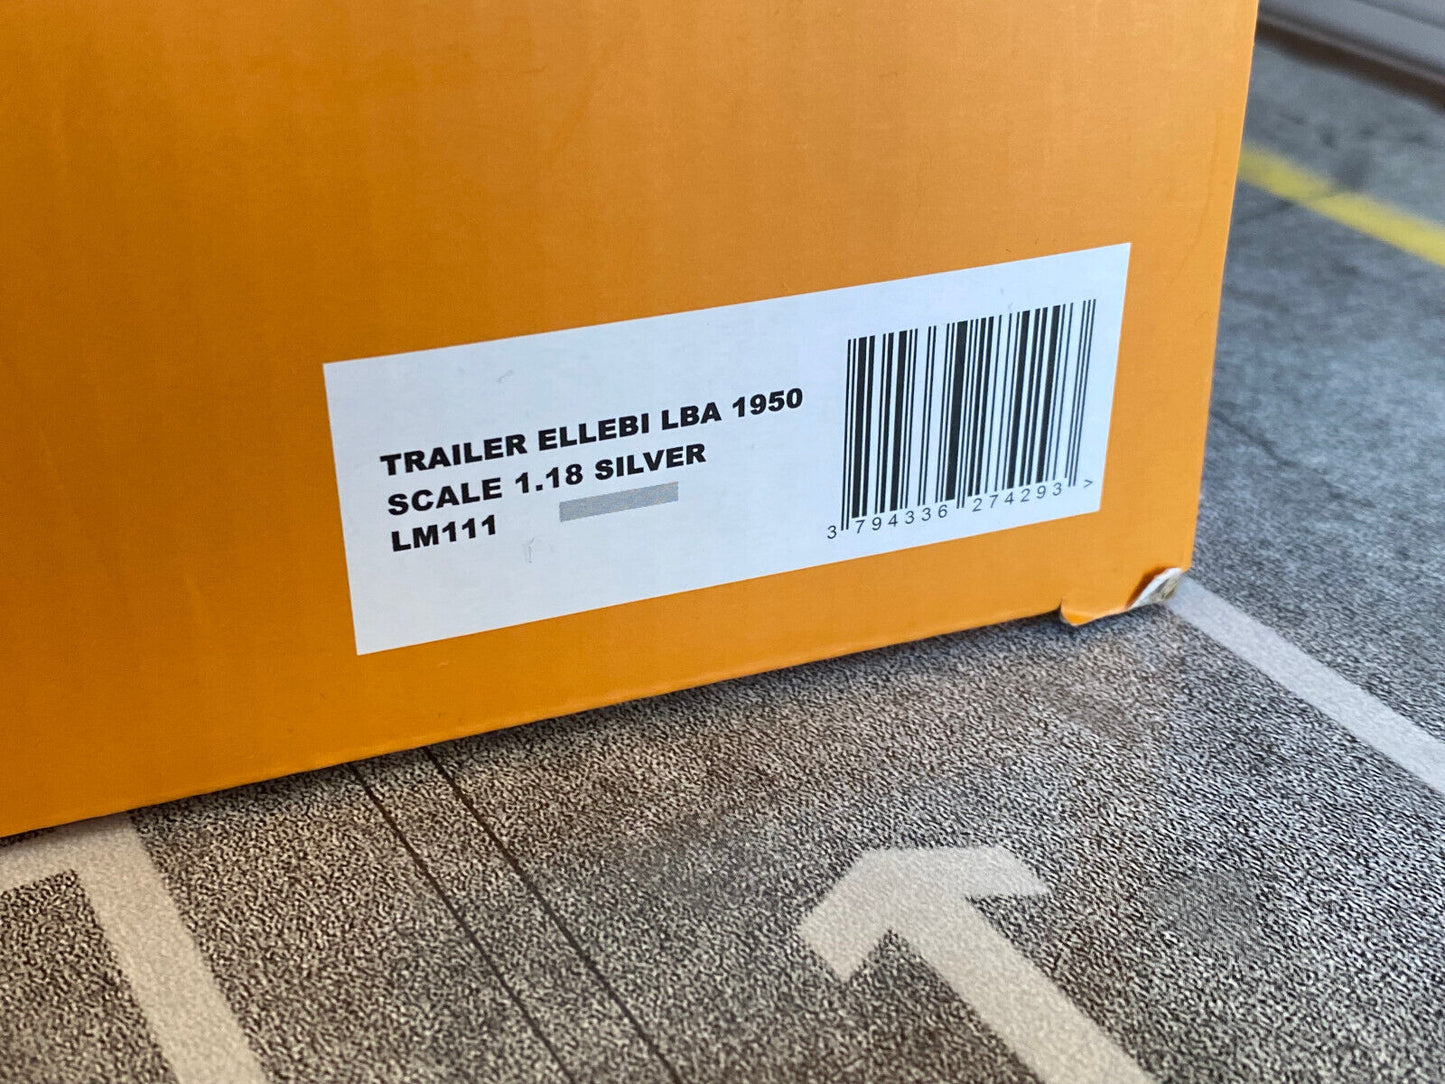 TRAILER ELLEBI LBA 1950
SCALE 1.18 SILVER
LM111
3 794336 274293 >